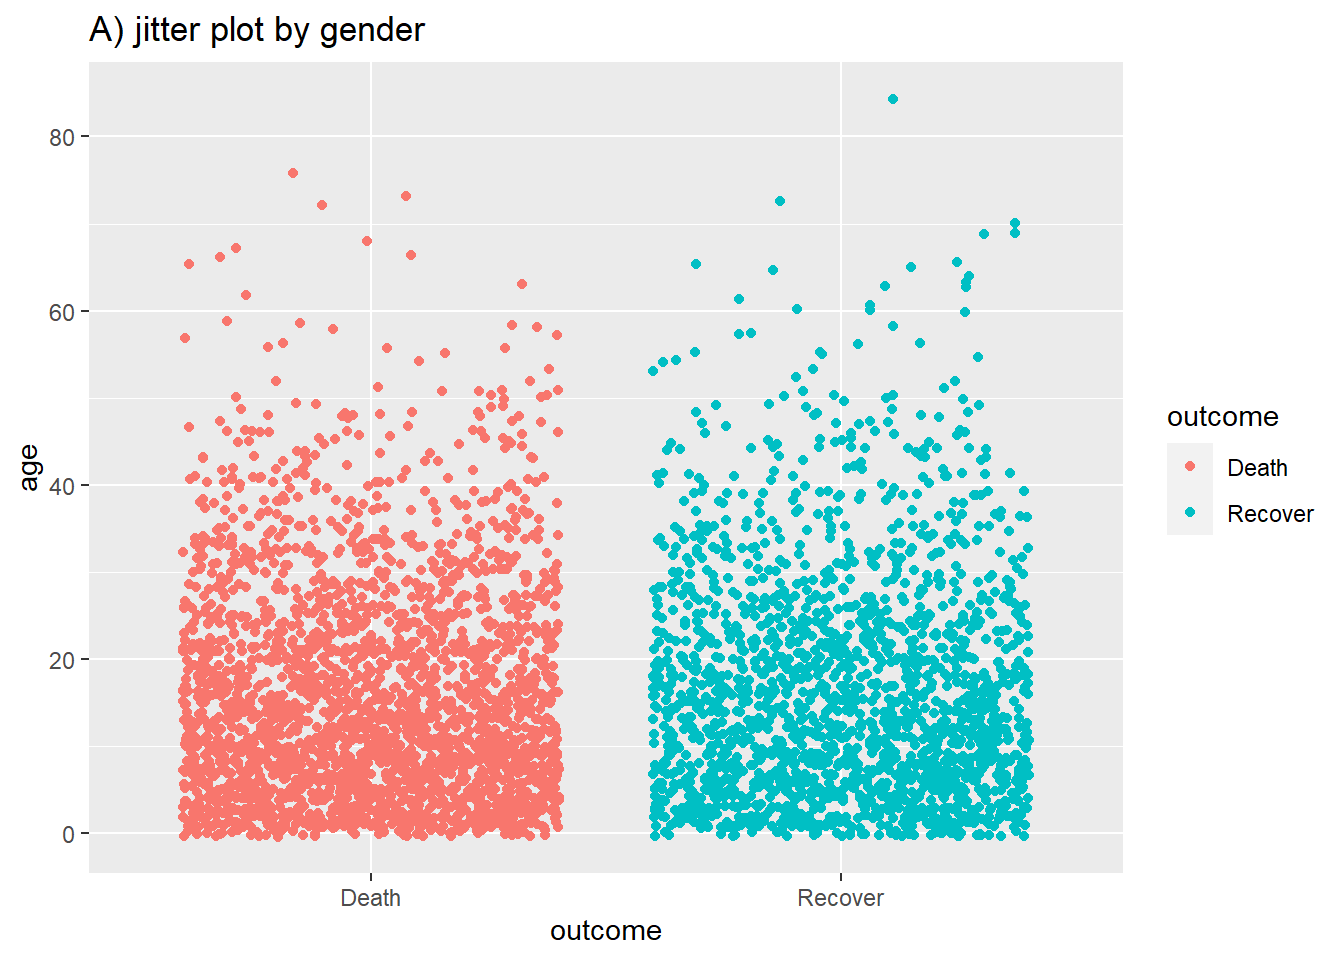 A) jitter plot by gender
80
60
40
20
0
age
Death
Recover
outcome
outcome
Death
Recover